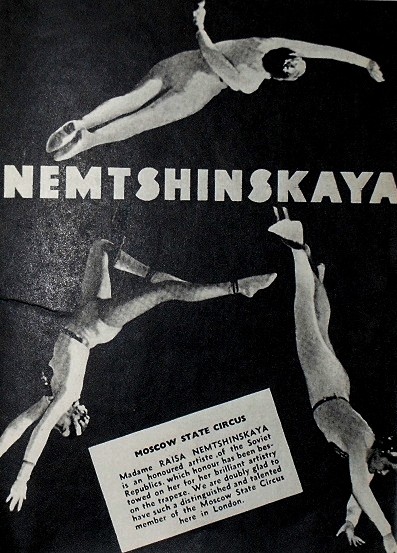 NEMTSHINSKAYA
MOSCOW STATE CIRCUS
Madame RAISA NEMTSHINSKAYA
is an honoured artiste of the Soviet
Republics, which honour has been bes-
towed on her for her brilliant artistry
on the trapeze. We are doubly glad to
have such a distinguished and talented
member of the Moscow State Circus
here in London.